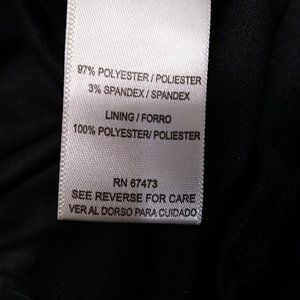 97% POLYESTER / POLIESTER
3% SPANDEX / SPANDEX
LINING / FORRO
100% POLYESTER/ POLIESTER
RN 67473
SEE REVERSE FOR CARE
VER AL DORSO PARA CUIDADO